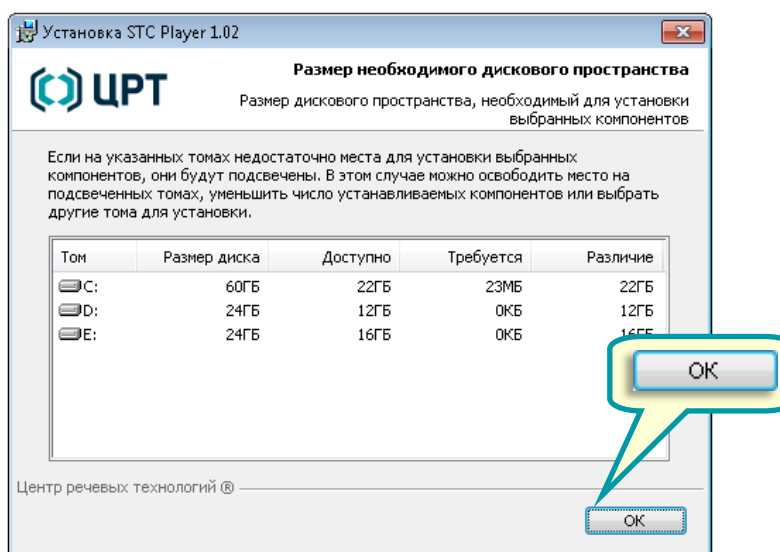 Установка STC Player 1.02
ЦРТ
Размер необходимого дискового пространства
Размер дискового пространства, необходимый для установки
выбранных компонентов
Если на указанных томах недостаточно места для установки выбранных
компонентов, они будут подсвечены. В этом случае можно освободить место на
подсвеченных томах, уменьшить число устанавливаемых компонентов или выбрать
другие тома для установки.
Том Размер диска Доступно Требуется Различие
C: 60ГБ 22ГБ 23МБ 22ГБ
D: 24ГБ 12ГБ 0КБ 12ГБ
E: 24ГБ 16ГБ 0КБ 16ГБ
ОК
Центр речевых технологий ®
ОК